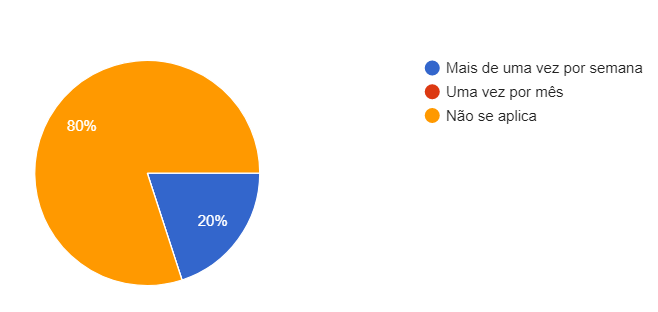 Mais de uma vez por semana
Uma vez por mês
Não se aplica
80%
20%